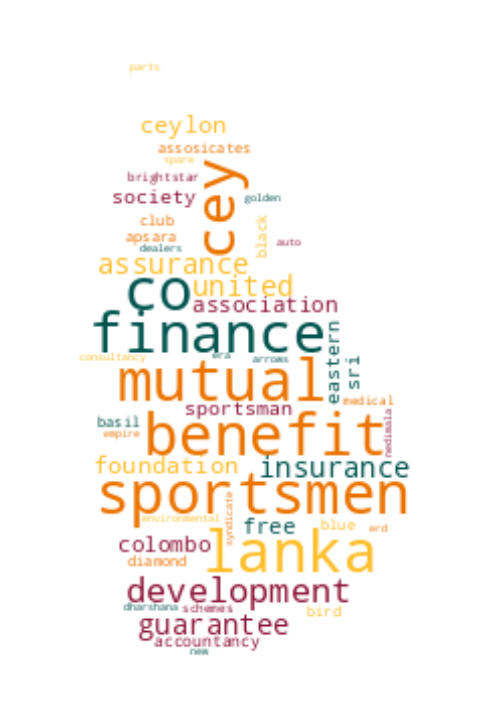 parts
ceylon
assosicates
spare
cey
brightstar
society
golden
club
black
apsara
auto
dealers
assurance
co
united
association
finance
eastern
consultancy
era
arrows
sri
mutual
medical
sportsman
nedimala
basil
benefit
empire
foundation
insurance
sportsmen
environmental
syndicate
free
blue
erd
colombo
lanka
diamond
development
dharshana
schemes
bird
guarantee
accountancy
new